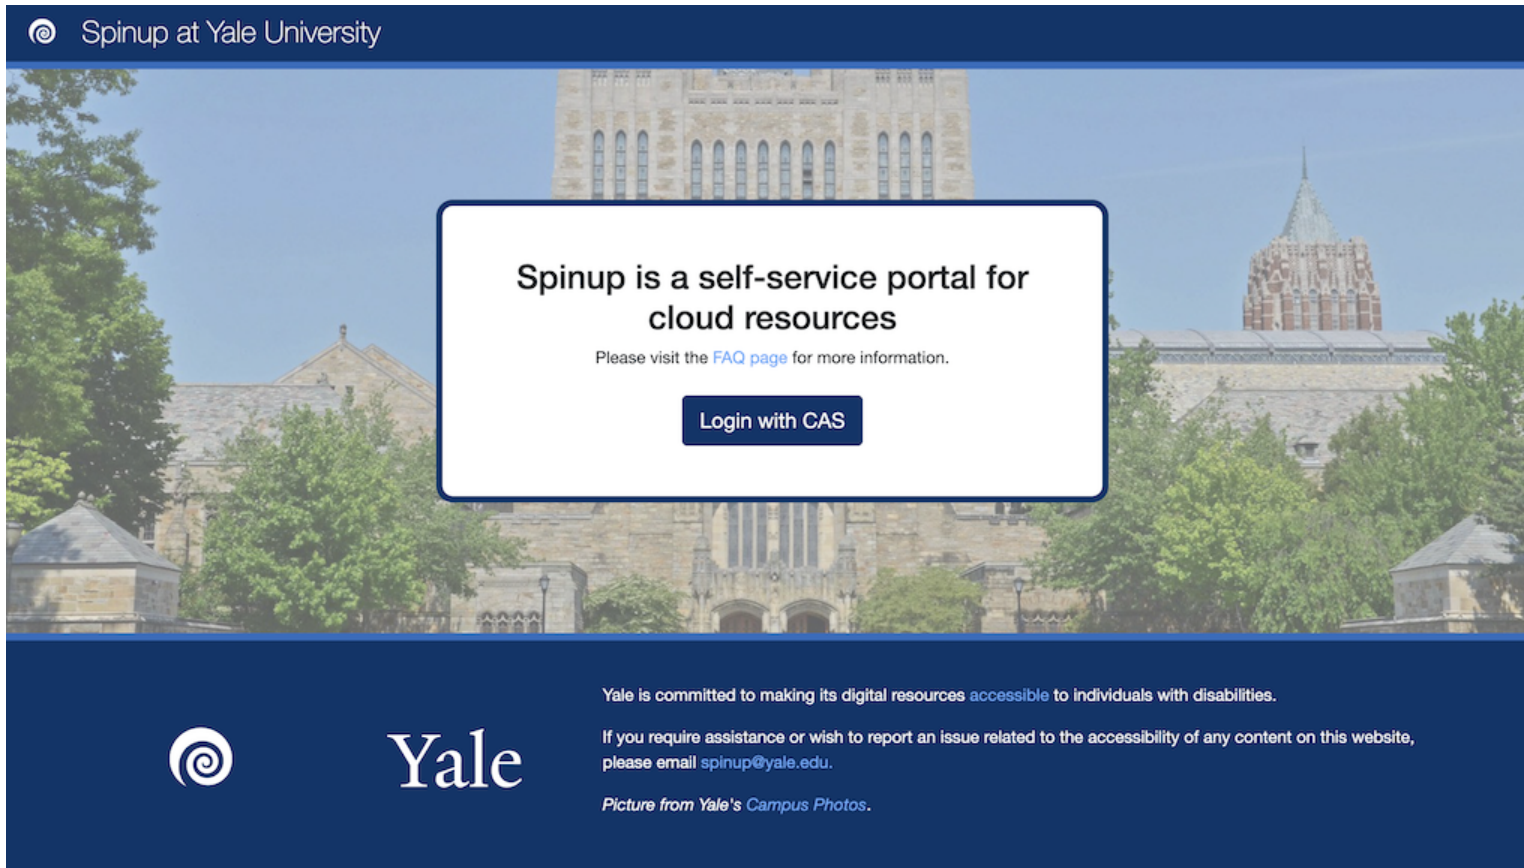 Spinup at Yale University
Spinup is a self-service portal for
cloud resources
Please visit the FAQ page for more information.
Login with CAS
Yale
Yale is committed to making its digital resources accessible to individuals with disabilities.
If you require assistance or wish to report an issue related to the accessibility of any content on this website,
please email spinup@yale.edu.
Picture from Yale's Campus Photos.